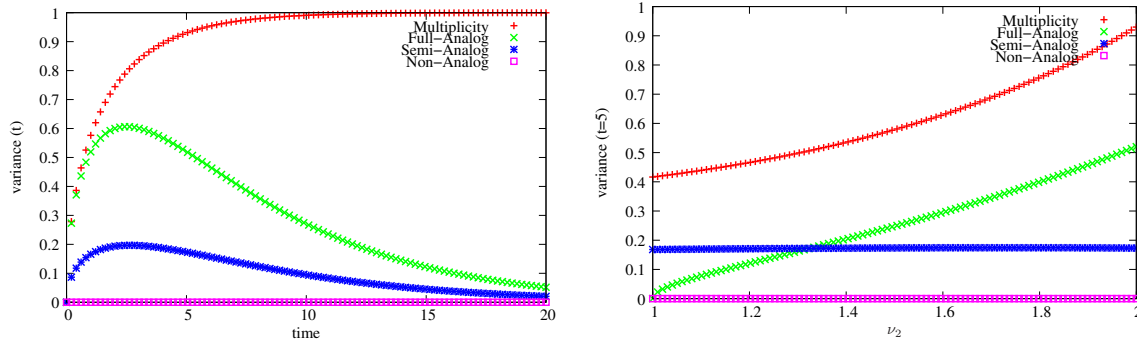 variance (t)
1
0.9
0.8
0.7
0.6
0.5
0.4
0.3
0.2
0.1
0
0
5
10
15
20
time
Multiplicity
Full−Analog
Semi−Analog
Non−Analog
variance (t=5)
1
0.9
0.8
0.7
0.6
0.5
0.4
0.3
0.2
0.1
0
1
1.2
1.4
1.6
1.8
2
ν2
Multiplicity
Full−Analog
Semi−Analog
Non−Analog